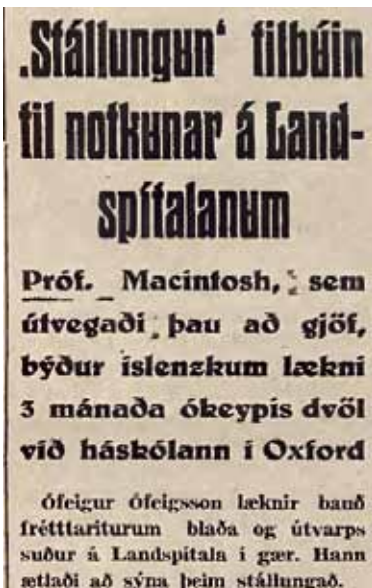 ‚Stállungun‘ tilbúin
til notkunar á Land-
spítalanum
Próf. Macintosh, sem
útvegaði þau að gjöf,
býður íslenzkum lækni
3 mánaða ókeypis dvöl
við háskólann í Oxford
Ófeigur Ófeigsson læknir bauð
frétttariturum blaða og útvarps
suður á Landspítala í gær. Hann
ætlaði að sýna þeim stállungað.